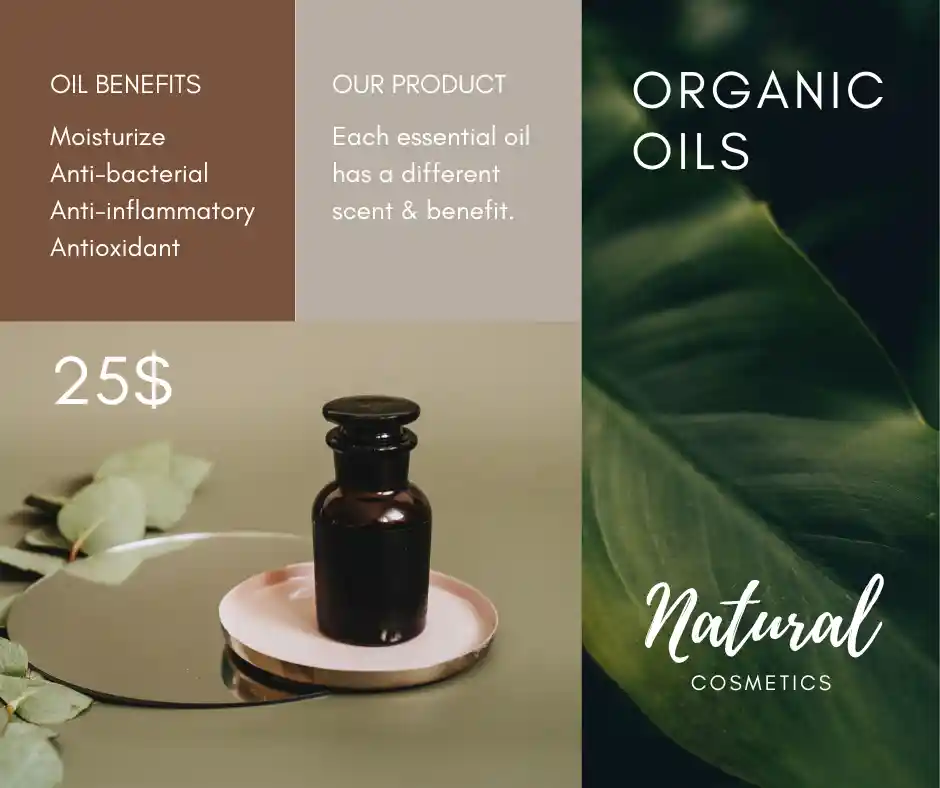 OIL BENEFITS
Moisturize
Anti-bacterial
Anti-inflammatory
Antioxidant
OUR PRODUCT
Each essential oil
has a different
scent & benefit.
25$
ORGANIC
OILS
Natural
COSMETICS